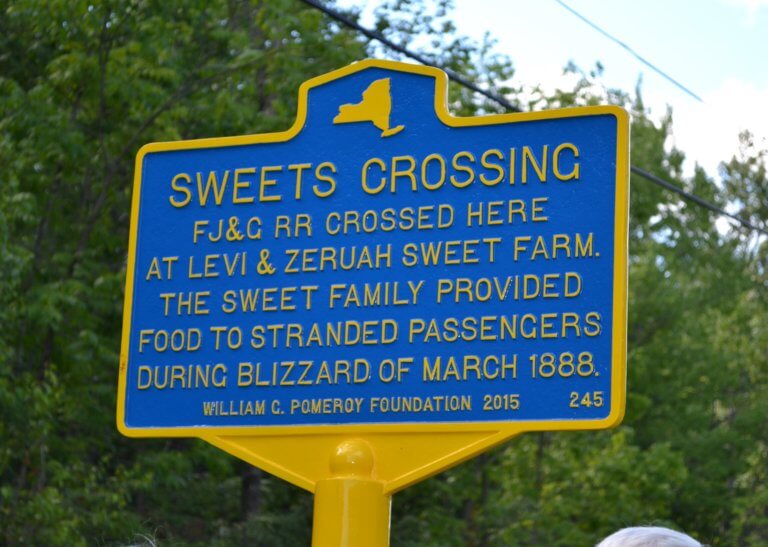 SWEETS CROSSING
FJ&G RR CROSSED HERE
AT LEVI & ZERUAH SWEET FARM.
THE SWEET FAMILY PROVIDED
FOOD TO STRANDED PASSENGERS
DURING BLIZZARD OF MARCH 1888.
WILLIAM G. POMEROY FOUNDATION 2015 245